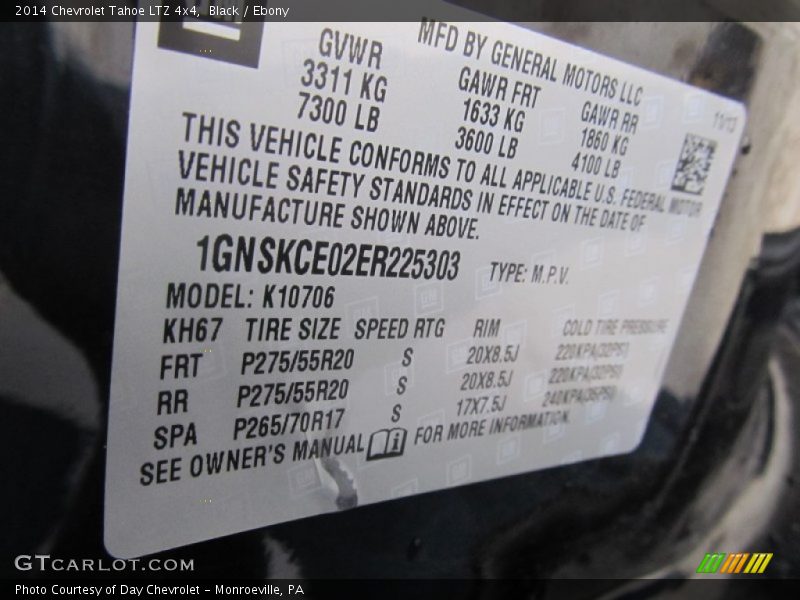 2014 Chevrolet Tahoe LTZ 4x4, Black / Ebony
GM
MFD BY GENERAL MOTORS LLC
GVWR GAWR FRT GAWR RR 11/13
3311 KG 1633 KG 1860 KG
7300 LB 3600 LB 4100 LB
THIS VEHICLE CONFORMS TO ALL APPLICABLE U.S. FEDERAL MOTOR
VEHICLE SAFETY STANDARDS IN EFFECT ON THE DATE OF
MANUFACTURE SHOWN ABOVE.
1GNSKCE02ER225303 TYPE: M.P.V.
MODEL: K10706
KH67 TIRE SIZE SPEED RTG RIM COLD TIRE PRESSURE
FRT P275/55R20 S 20X8.5J 220KPA(32PSI)
RR P275/55R20 S 20X8.5J 220KPA(32PSI)
SPA P265/70R17 S 17X7.5J 240KPA(35PSI)
SEE OWNER'S MANUAL FOR MORE INFORMATION.
GTCARLOT.COM
Photo Courtesy of Day Chevrolet - Monroeville, PA